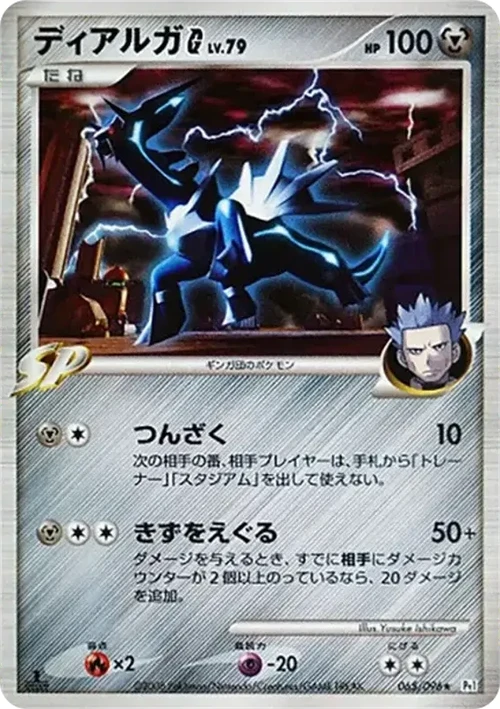 ディアルガ G LV.79 HP 100
たね
SP
ギンガ団のポケモン
つんざく 10
次の相手の番、相手プレイヤーは、手札から「トレー
ナー」「スタジアム」を出して使えない。
きずをえぐる 50+
ダメージを与えるとき、すでに相手にダメージカ
ウンターが2個以上のっているなら、20ダメージ
を追加。
Illus. Yusuke Ishikawa
弱点 抵抗力 にげる
×2 -20
Pokémon/Nintendo/Creatures/GAME FREAK.
065/096★ Pt1